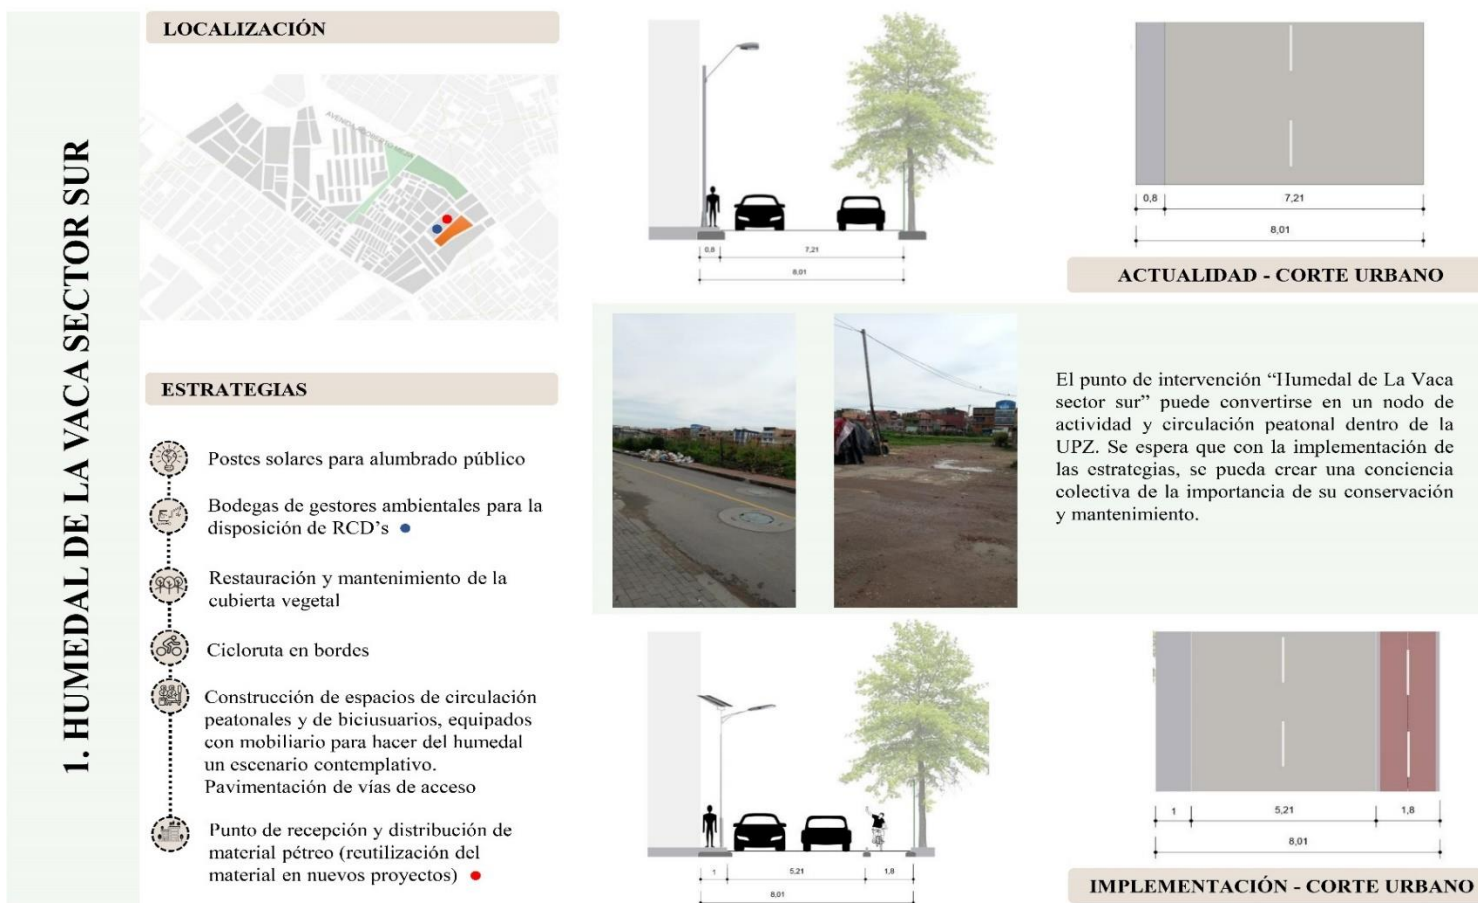 1. HUMEDAL DE LA VACA SECTOR SUR
LOCALIZACIÓN
ESTRATEGIAS
Postes solares para alumbrado público
Bodegas de gestores ambientales para la
disposición de RCD’s
Restauración y mantenimiento de la
cubierta vegetal
Cicloruta en bordes
Construcción de espacios de circulación
peatonales y de biciusuarios, equipados
con mobiliario para hacer del humedal
un escenario contemplativo.
Pavimentación de vías de acceso
Punto de recepción y distribución de
material pétreo (reutilización del
material en nuevos proyectos)
0,8 7,21
8,01
0,8 7,21
8,01
ACTUALIDAD - CORTE URBANO
El punto de intervención “Humedal de La Vaca
sector sur” puede convertirse en un nodo de
actividad y circulación peatonal dentro de la
UPZ. Se espera que con la implementación de
las estrategias, se pueda crear una conciencia
colectiva de la importancia de su conservación
y mantenimiento.
1 5,21 1,8
8,01
1 5,21 1,8
8,01
IMPLEMENTACIÓN - CORTE URBANO